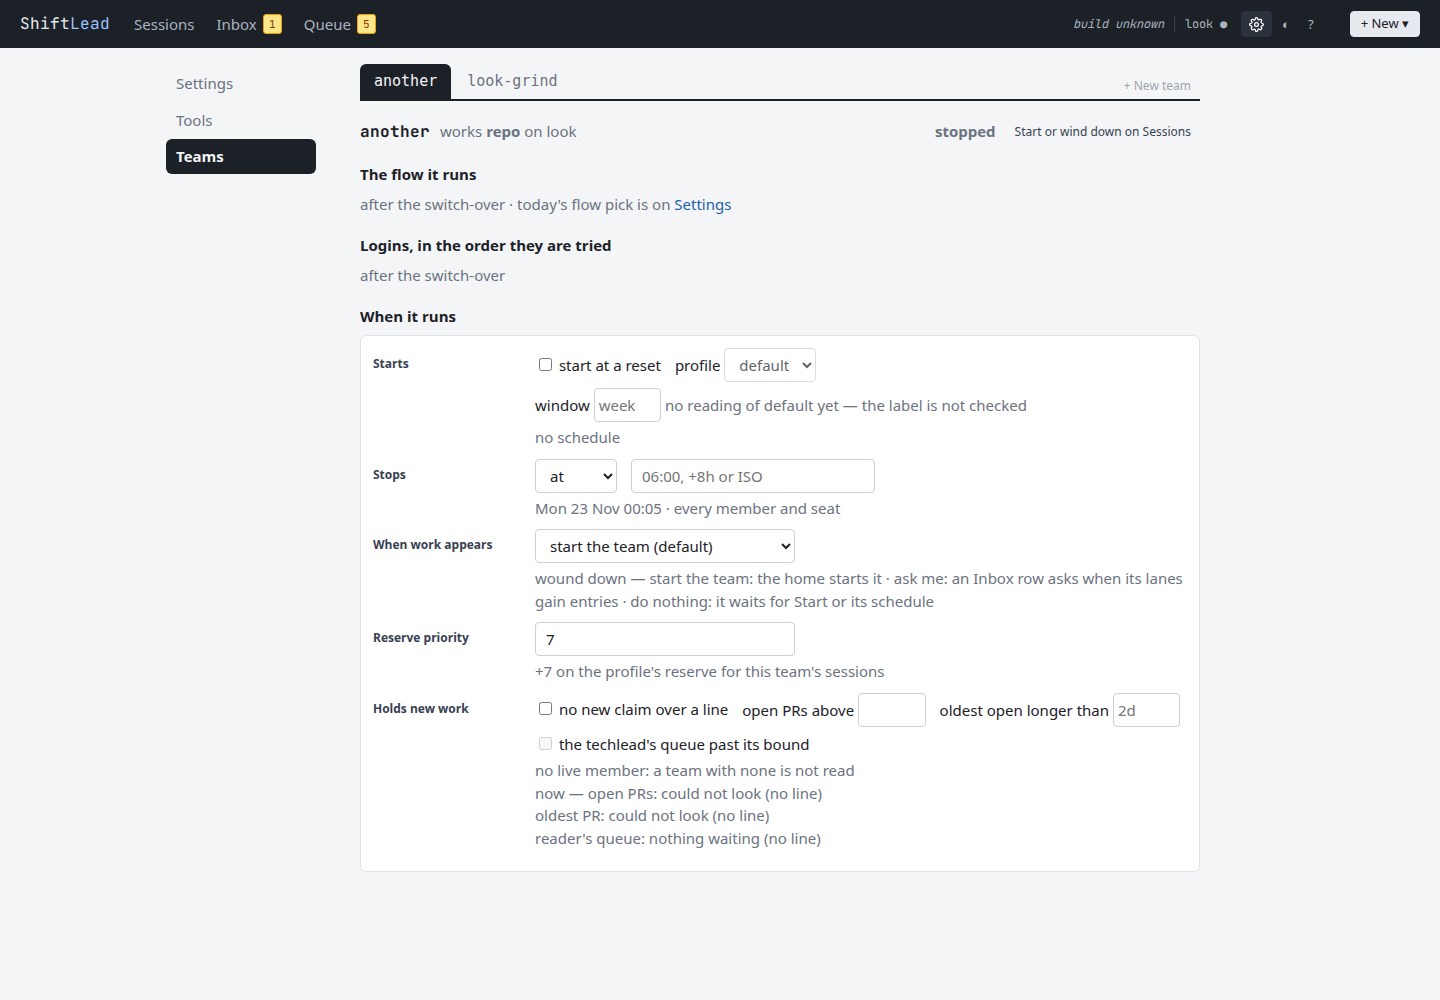 ShiftLead Sessions Inbox 1 Queue 5 build unknown look ● ? + New ▾
Settings
Tools
Teams
another look-grind + New team
another works repo on look stopped Start or wind down on Sessions
The flow it runs
after the switch-over · today's flow pick is on Settings
Logins, in the order they are tried
after the switch-over
When it runs
Starts start at a reset profile default
window week no reading of default yet — the label is not checked
no schedule
Stops at 06:00, +8h or ISO
Mon 23 Nov 00:05 · every member and seat
When work appears start the team (default)
wound down — start the team: the home starts it · ask me: an Inbox row asks when its lanes
gain entries · do nothing: it waits for Start or its schedule
Reserve priority 7
+7 on the profile's reserve for this team's sessions
Holds new work no new claim over a line open PRs above oldest open longer than 2d
the techlead's queue past its bound
no live member: a team with none is not read
now — open PRs: could not look (no line)
oldest PR: could not look (no line)
reader's queue: nothing waiting (no line)